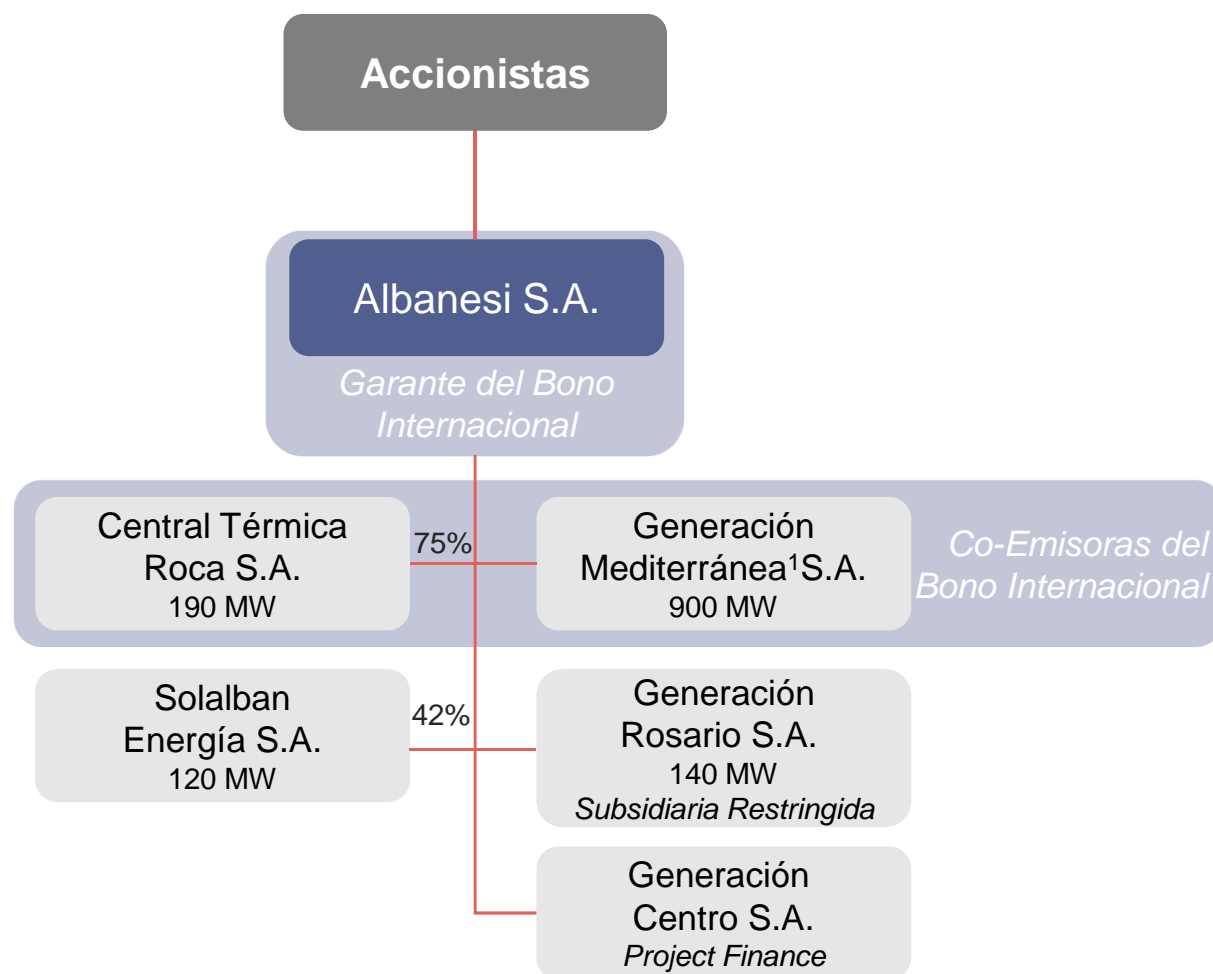 Accionistas
Albanesi S.A.
Garante del Bono
Internacional
Central Térmica
Roca S.A.
190 MW
75%
Generación
Mediterránea¹S.A.
900 MW
Co-Emisoras del
Bono Internacional
Solalban
Energía S.A.
120 MW
42%
Generación
Rosario S.A.
140 MW
Subsidiaria Restringida
Generación
Centro S.A.
Project Finance